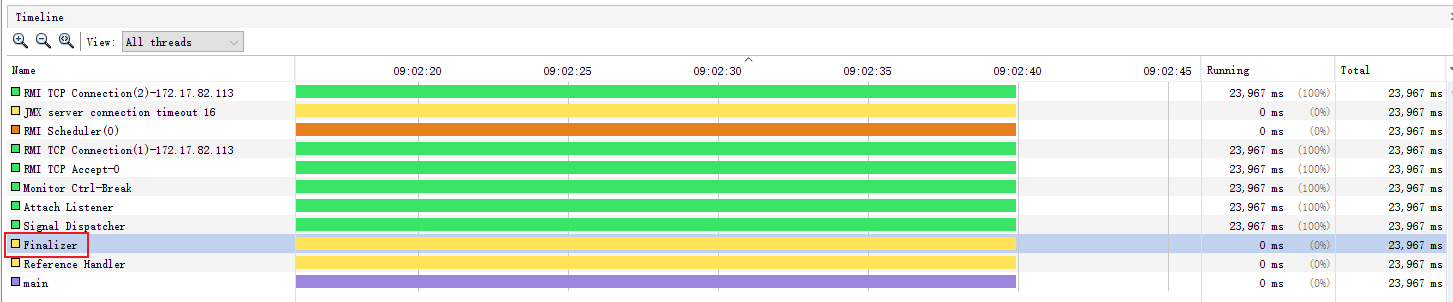 Timeline
View: All threads
Name 09:02:20 09:02:25 09:02:30 09:02:35 09:02:40 09:02:45 Running Total
RMI TCP Connection(2)-172.17.82.113 23,967 ms (100%) 23,967 ms
JMX server connection timeout 16 0 ms (0%) 23,967 ms
RMI Scheduler(0) 0 ms (0%) 23,967 ms
RMI TCP Connection(1)-172.17.82.113 23,967 ms (100%) 23,967 ms
RMI TCP Accept-0 23,967 ms (100%) 23,967 ms
Monitor Ctrl-Break 23,967 ms (100%) 23,967 ms
Attach Listener 23,967 ms (100%) 23,967 ms
Signal Dispatcher 23,967 ms (100%) 23,967 ms
Finalizer 0 ms (0%) 23,967 ms
Reference Handler 0 ms (0%) 23,967 ms
main 0 ms (0%) 23,967 ms